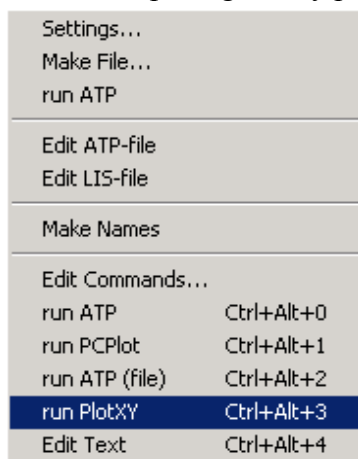 Settings...
Make File...
run ATP
Edit ATP-file
Edit LIS-file
Make Names
Edit Commands...
run ATP Ctrl+Alt+0
run PCPlot Ctrl+Alt+1
run ATP (file) Ctrl+Alt+2
run PlotXY Ctrl+Alt+3
Edit Text Ctrl+Alt+4